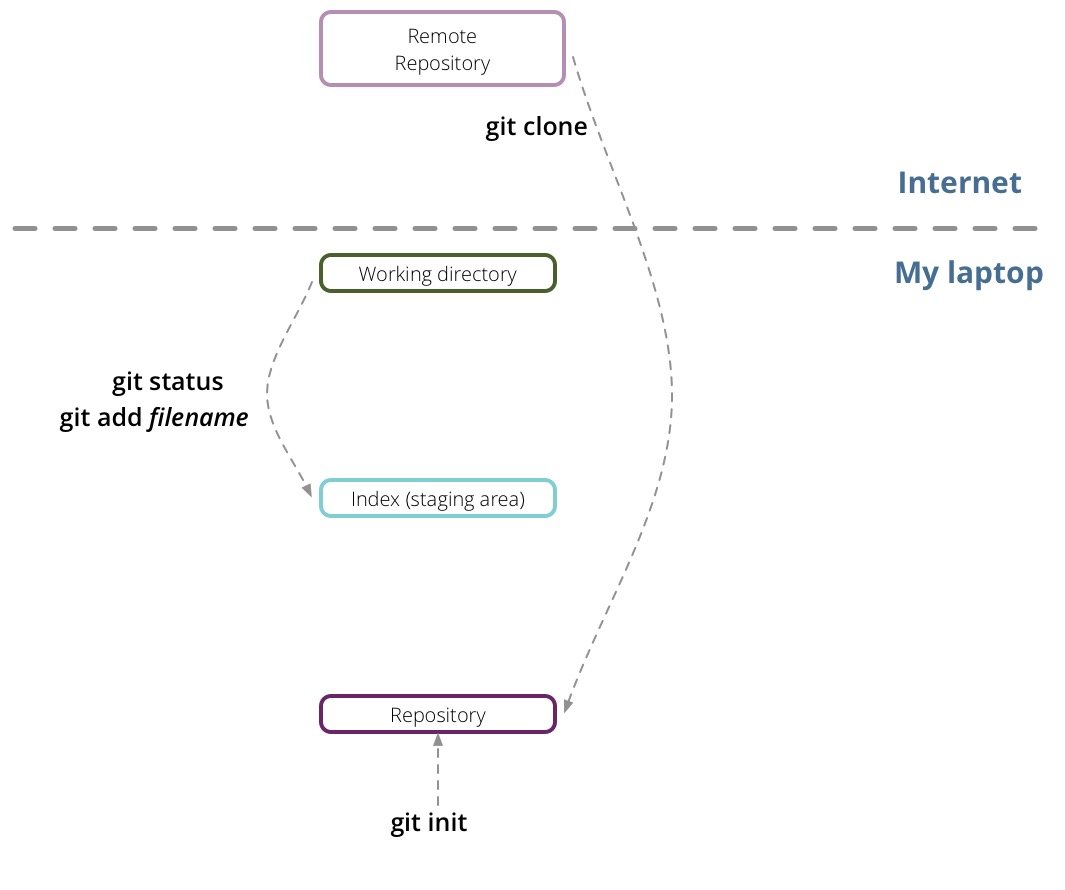 Remote
Repository
git clone
Internet
Working directory
My laptop
git status
git add filename
Index (staging area)
Repository
git init